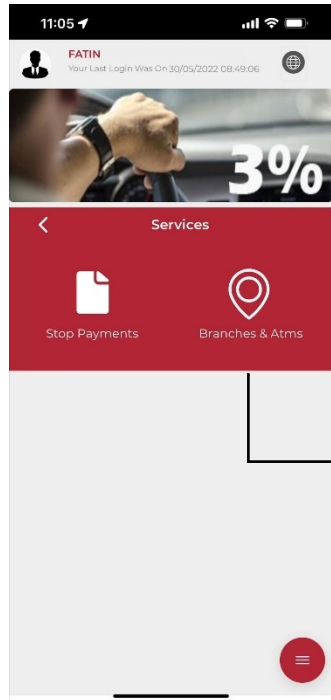 11:05
FATIN
Your Last Login Was On 30/05/2022 08:49:06
3%
Services
Stop Payments
Branches & Atms